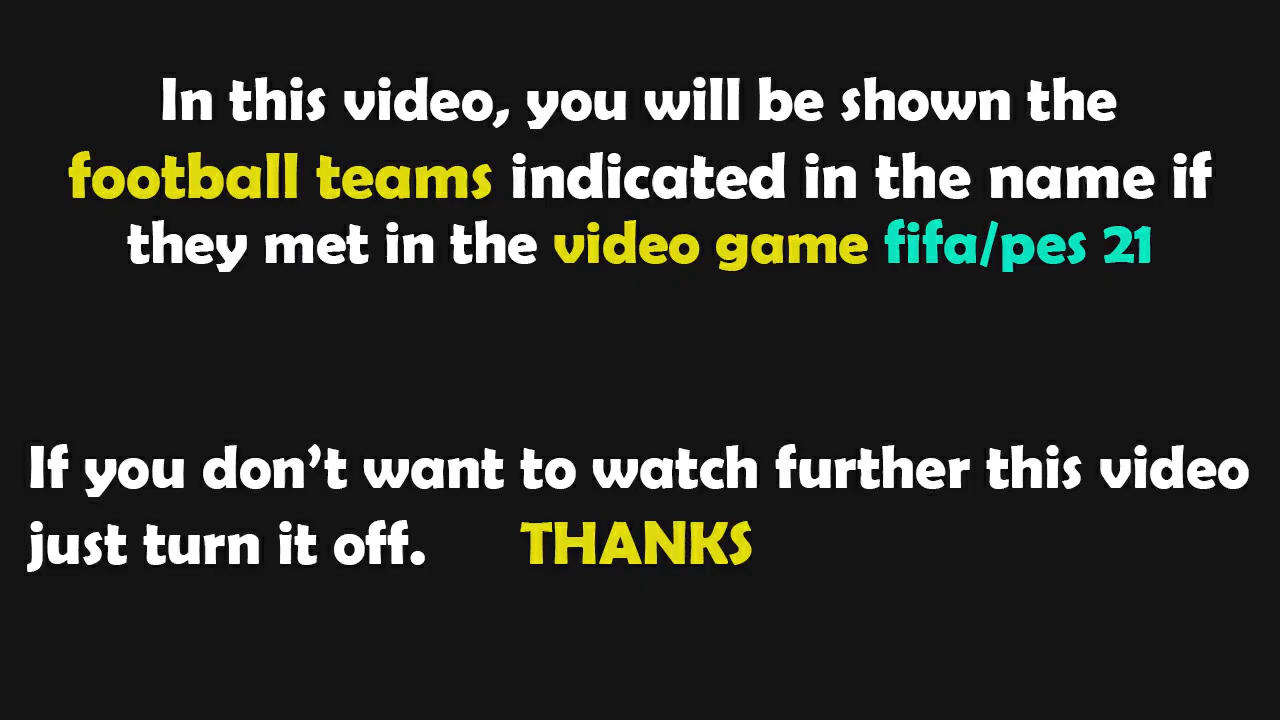 In this video, you will be shown the
football teams indicated in the name if
they met in the video game fifa/pes 21
If you don't want to watch further this video
just turn it off. THANKS